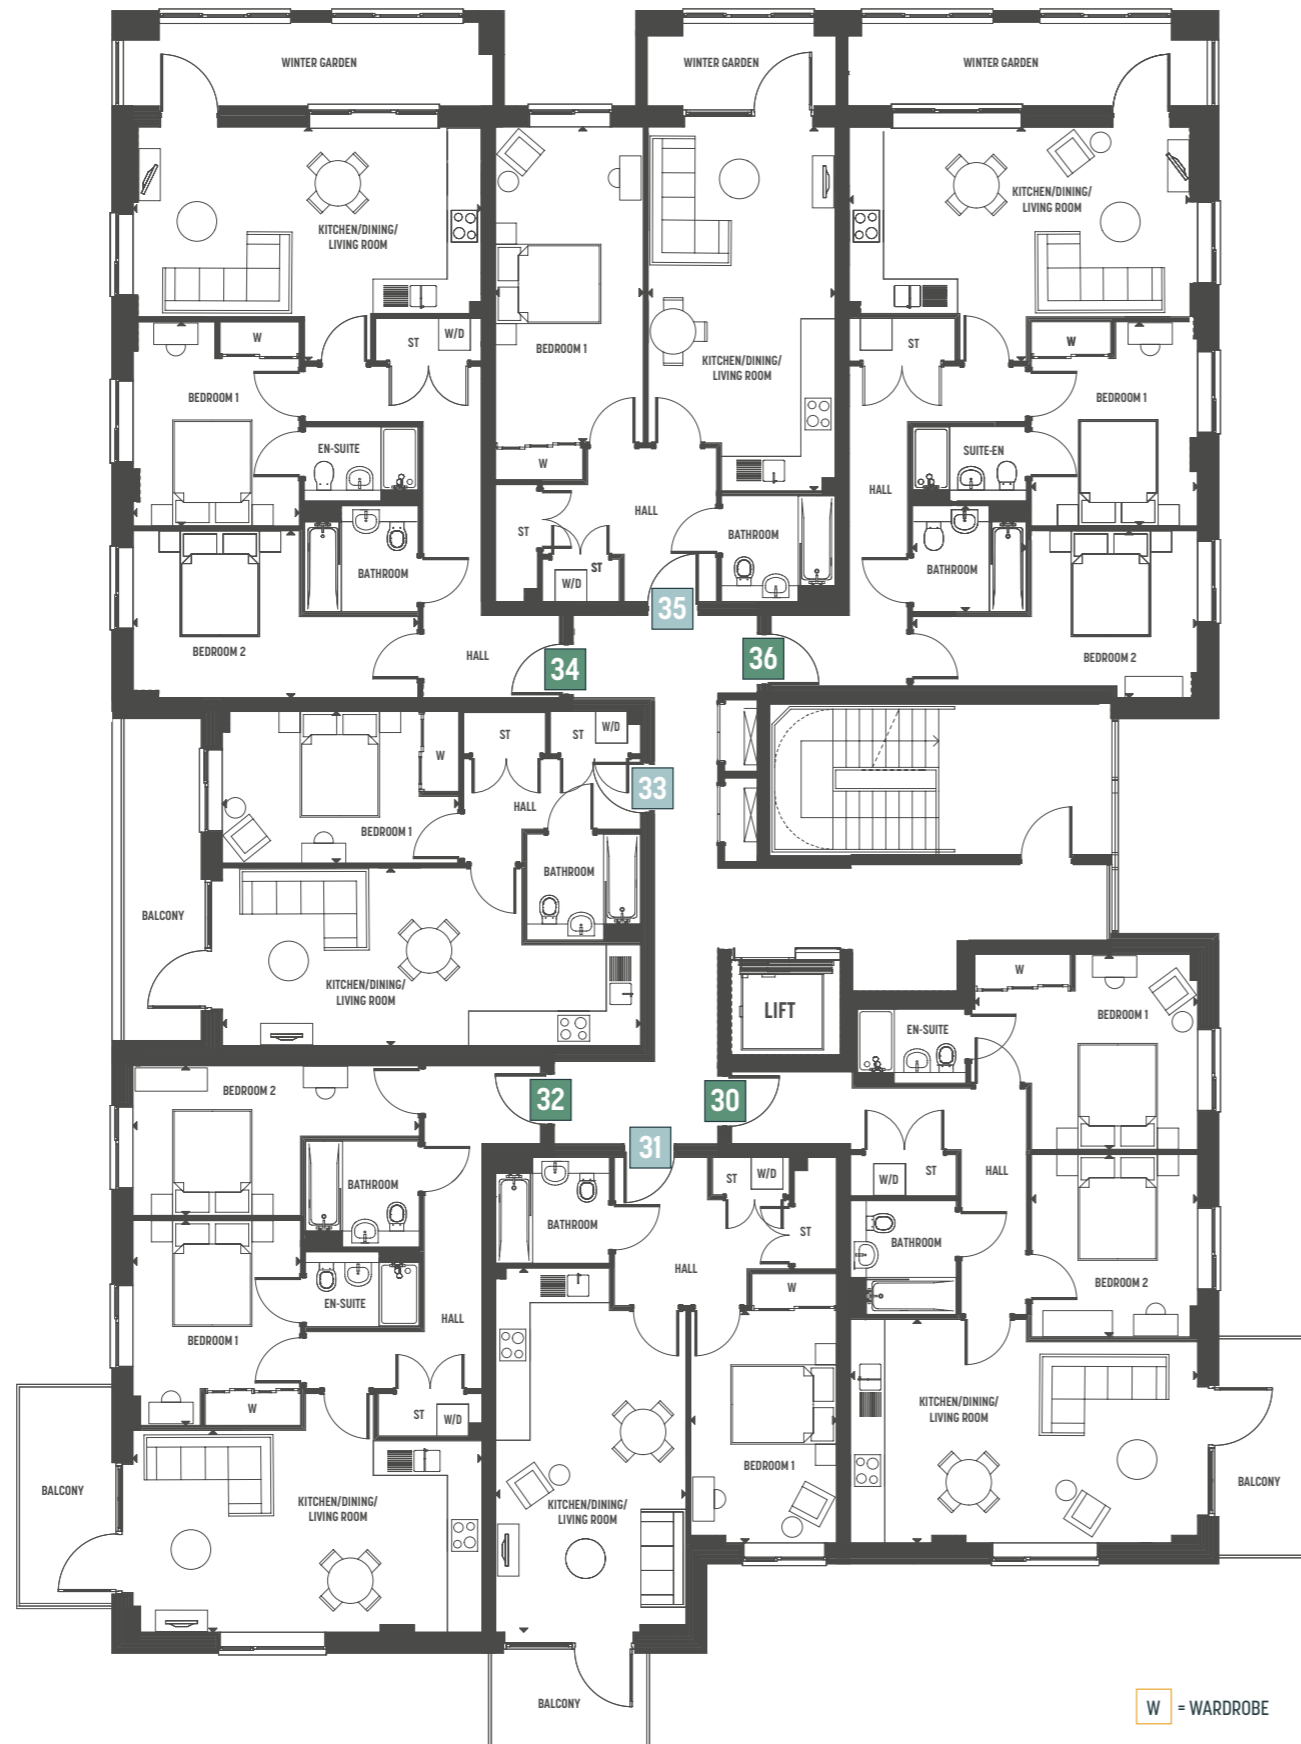 WINTER GARDEN
WINTER GARDEN
WINTER GARDEN
KITCHEN/DINING/
LIVING ROOM
KITCHEN/DINING/
LIVING ROOM
W
ST
W/D
BEDROOM 1
KITCHEN/DINING/
LIVING ROOM
ST
W
BEDROOM 1
BEDROOM 1
EN-SUITE
W
SUITE-EN
HALL
HALL
ST
BATHROOM
BATHROOM
ST
W/D
BATHROOM
35
BEDROOM 2
HALL
34
36
BEDROOM 2
ST
ST
W/D
W
33
HALL
BEDROOM 1
BATHROOM
BALCONY
KITCHEN/DINING/
LIVING ROOM
LIFT
W
BEDROOM 1
EN-SUITE
BEDROOM 2
32
30
31
BATHROOM
ST
W/D
W/D
ST
HALL
BATHROOM
ST
BATHROOM
HALL
W
BEDROOM 2
EN-SUITE
BEDROOM 1
HALL
W
ST
W/D
KITCHEN/DINING/
LIVING ROOM
BEDROOM 1
BALCONY
BALCONY
KITCHEN/DINING/
LIVING ROOM
KITCHEN/DINING/
LIVING ROOM
BALCONY
W = WARDROBE